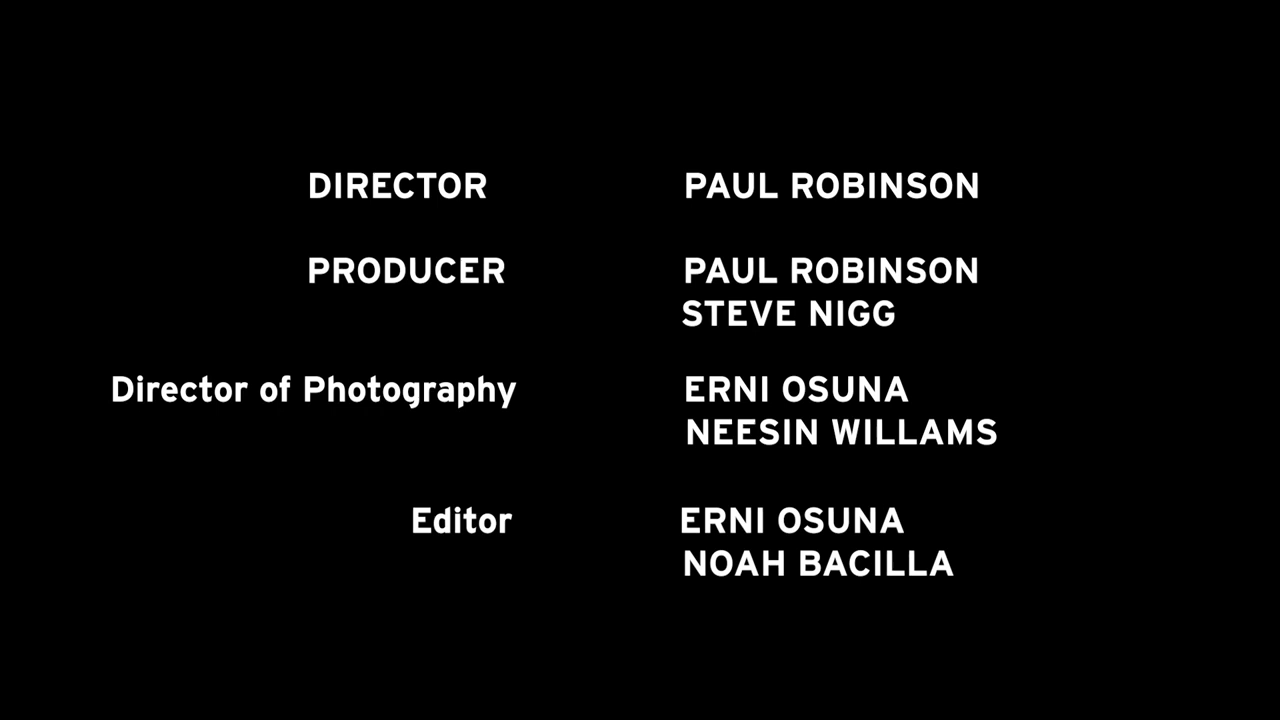 DIRECTOR PAUL ROBINSON
PRODUCER PAUL ROBINSON
STEVE NIGG
Director of Photography ERNI OSUNA
NEESIN WILLAMS
Editor ERNI OSUNA
NOAH BACILLA